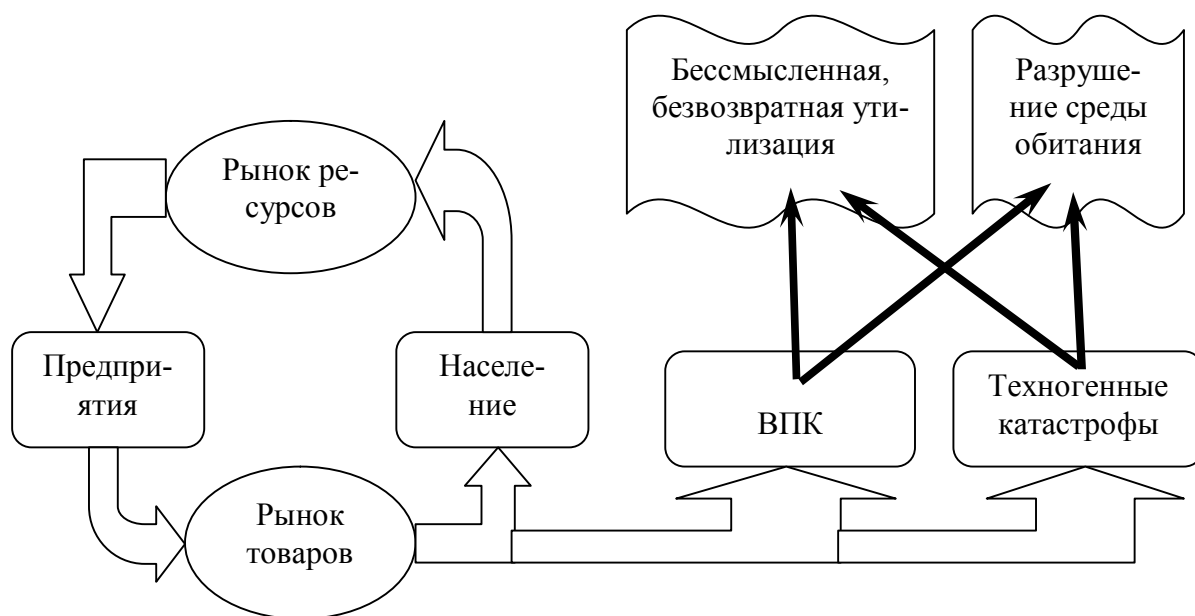 Бессмысленная,
безвозвратная ути-
лизация
Разруше-
ние среды
обитания
Рынок ре-
сурсов
Предпри-
ятия
Населе-
ние
ВПК
Техногенные
катастрофы
Рынок
товаров